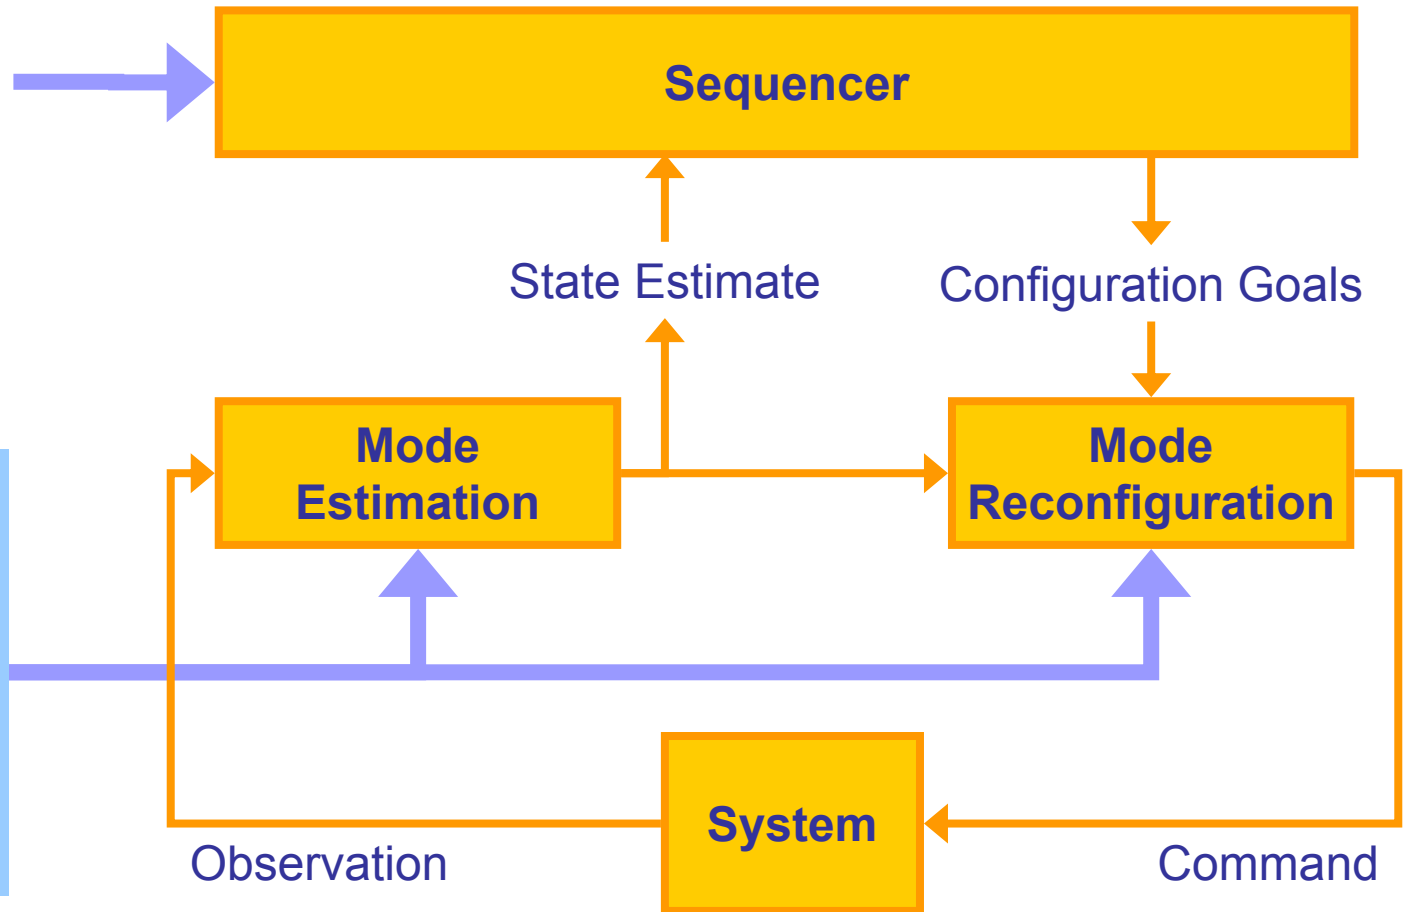 Sequencer
State Estimate
Configuration Goals
Mode
Estimation
Mode
Reconfiguration
System
Observation
Command